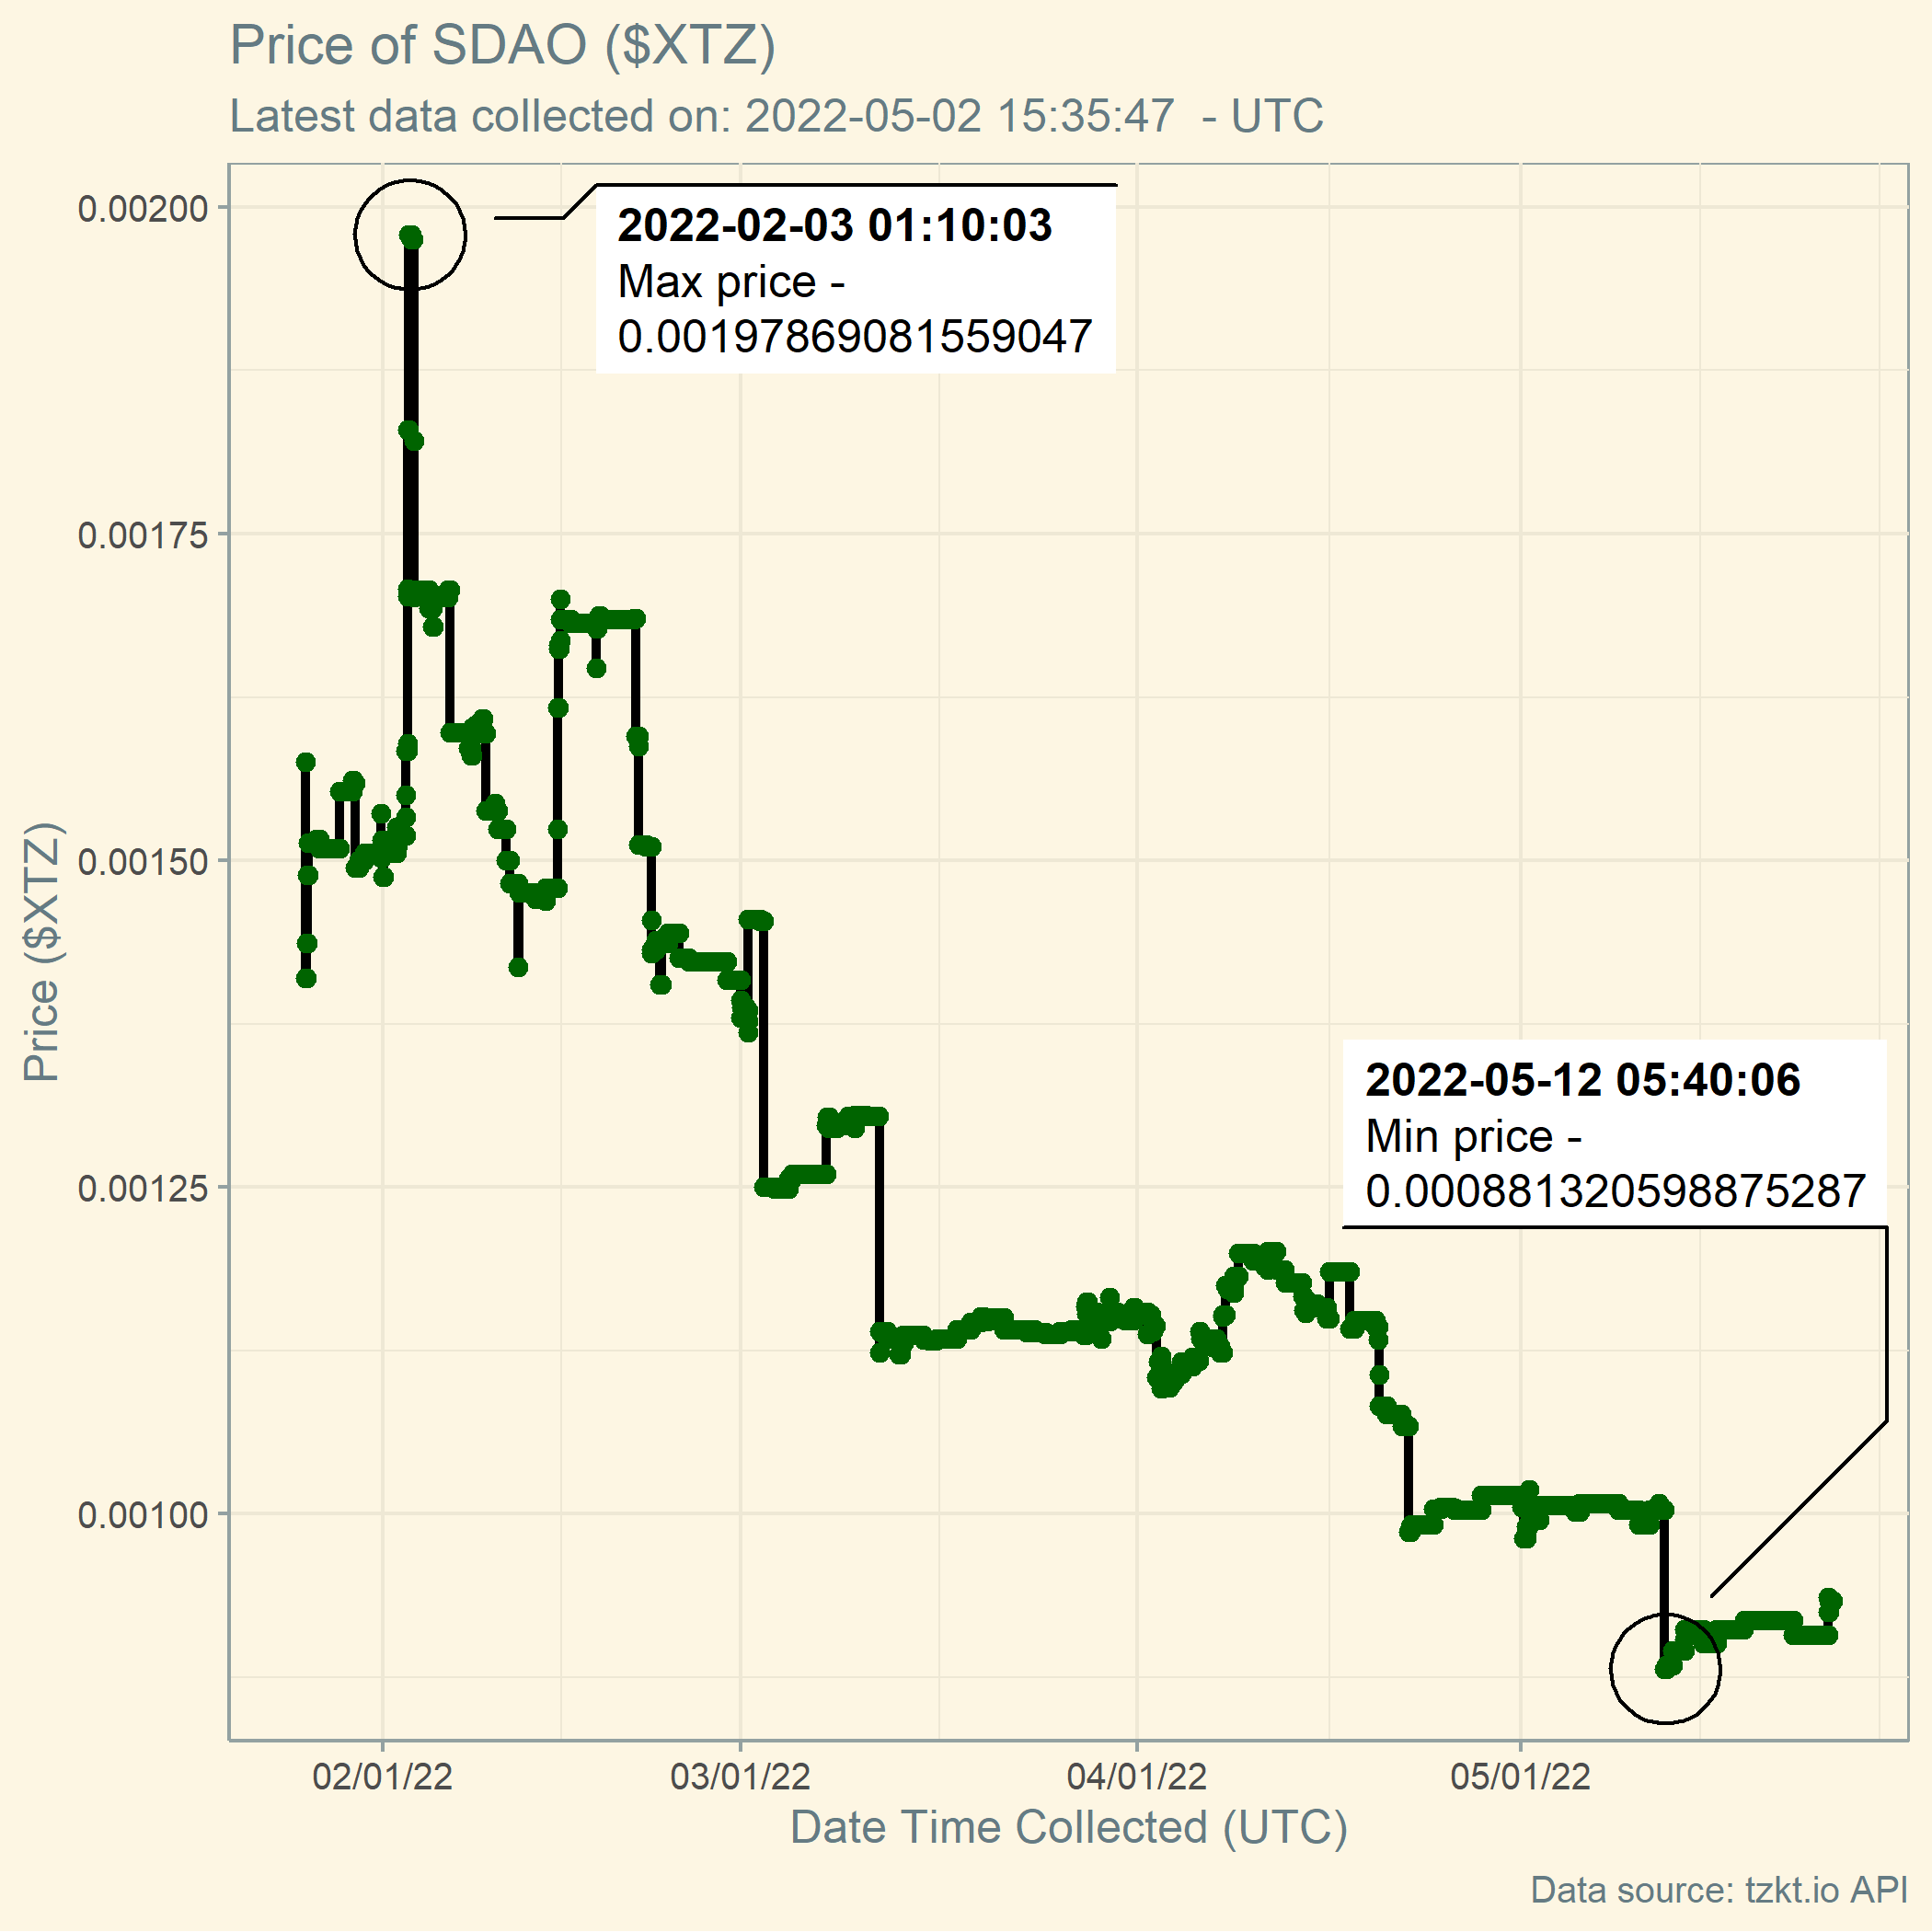 Price of SDAO ($XTZ)
Latest data collected on: 2022-05-02 15:35:47  - UTC
0.00200
0.00175
0.00150
0.00125
0.00100
Price ($XTZ)
2022-02-03 01:10:03
Max price -
0.00197869081559047
2022-05-12 05:40:06
Min price -
0.000881320598875287
02/01/22
03/01/22
04/01/22
05/01/22
Date Time Collected (UTC)
Data source: tzkt.io API